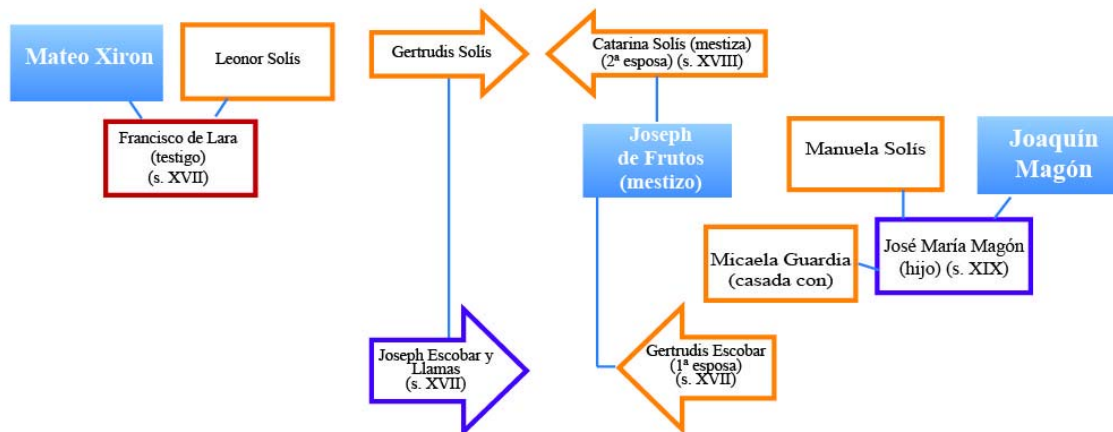 Mateo Xiron
Leonor Solís
Francisco de Lara
(testigo)
(s. XVII)
Gertrudis Solís
Catarina Solís (mestiza)
(2ª esposa) (s. XVIII)
Joseph
de Frutos
(mestizo)
Manuela Solís
Joaquín
Magón
Micaela Guardia
(casada con)
José María Magón
(hijo) (s. XIX)
Joseph Escobar y
Llamas
(s. XVII)
Gertrudis Escobar
(1ª esposa)
(s. XVII)